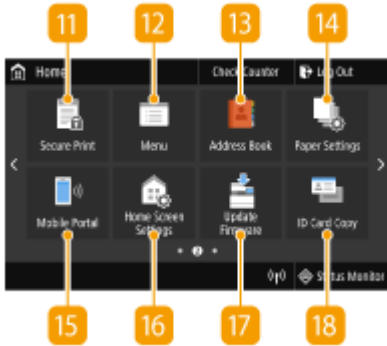 11 12 13 14
Home Check Counter Log Out
Secure Print Menu Address Book Paper Settings
Mobile Portal Home Screen Settings Update Firmware ID Card Copy
2
Status Monitor
15 16 17 18